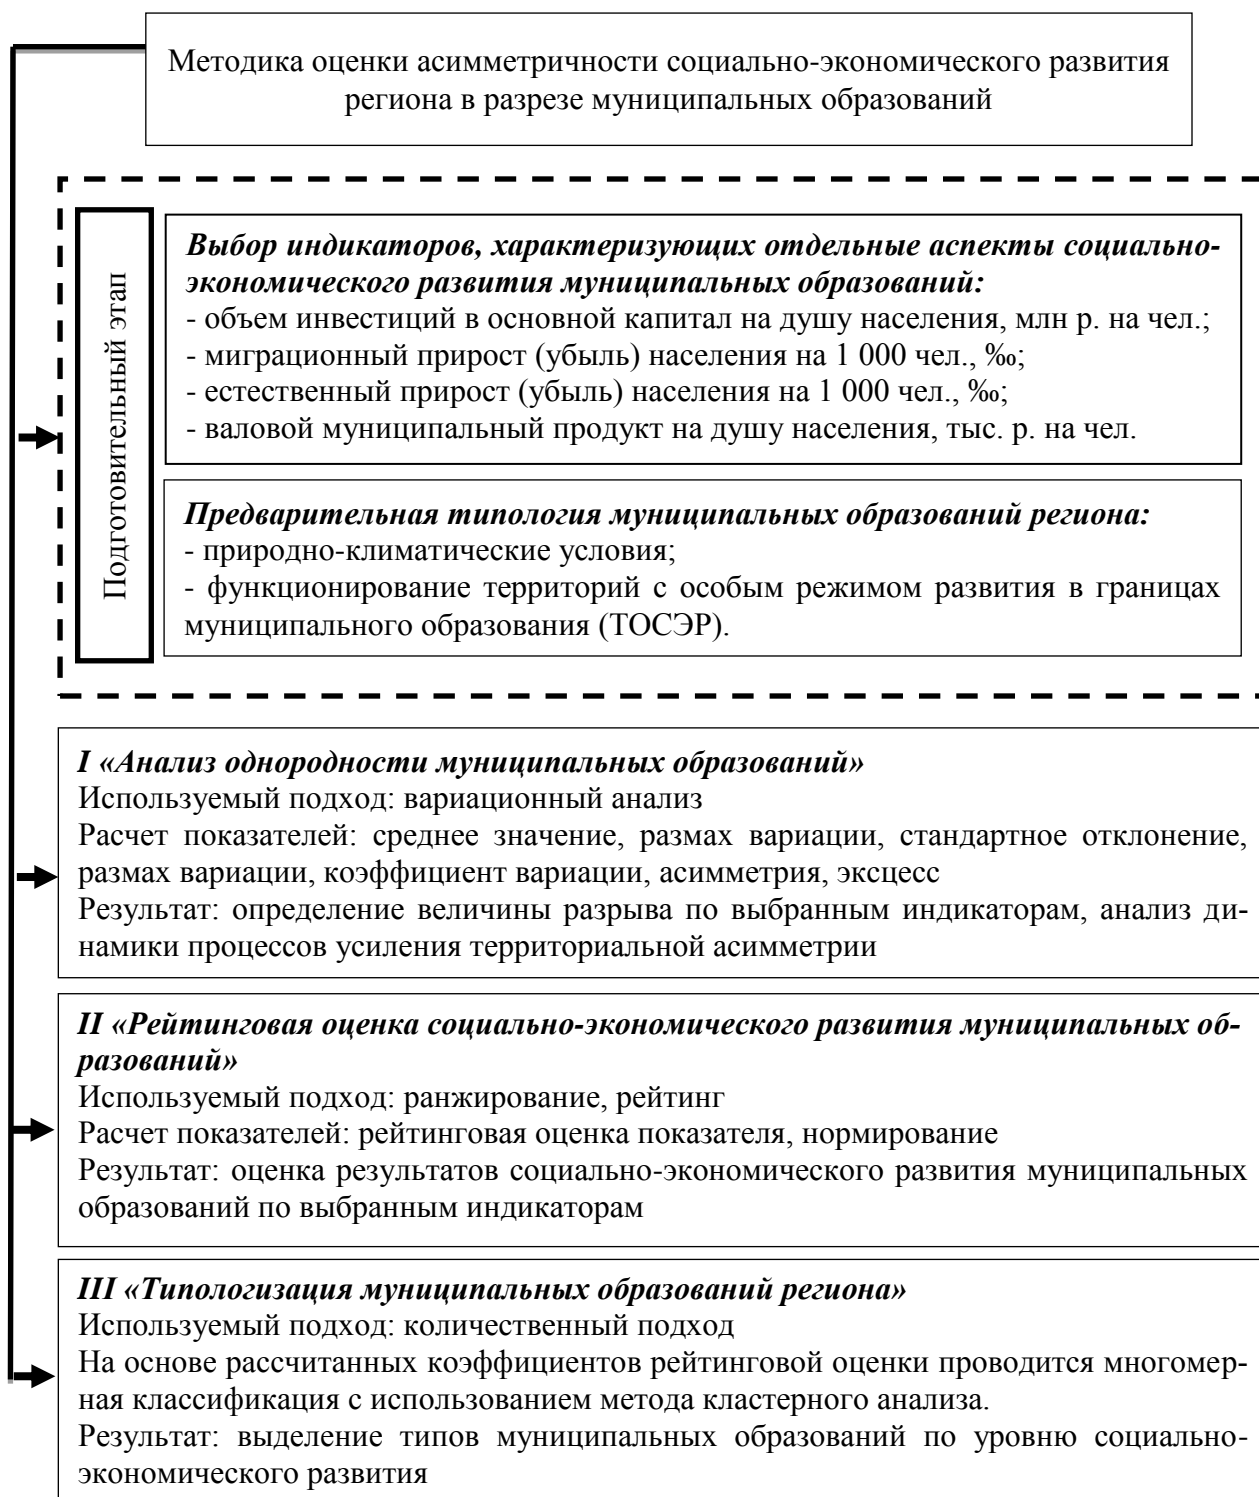 Методика оценки асимметричности социально-экономического развития
региона в разрезе муниципальных образований
Подготовительный этап
Выбор индикаторов, характеризующих отдельные аспекты социально-
экономического развития муниципальных образований:
- объем инвестиций в основной капитал на душу населения, млн р. на чел.;
- миграционный прирост (убыль) населения на 1 000 чел., ‰;
- естественный прирост (убыль) населения на 1 000 чел., ‰;
- валовой муниципальный продукт на душу населения, тыс. р. на чел.
Предварительная типология муниципальных образований региона:
- природно-климатические условия;
- функционирование территорий с особым режимом развития в границах
муниципального образования (ТОСЭР).
I «Анализ однородности муниципальных образований»
Используемый подход: вариационный анализ
Расчет показателей: среднее значение, размах вариации, стандартное отклонение,
размах вариации, коэффициент вариации, асимметрия, эксцесс
Результат: определение величины разрыва по выбранным индикаторам, анализ ди-
намики процессов усиления территориальной асимметрии
II «Рейтинговая оценка социально-экономического развития муниципальных об-
разований»
Используемый подход: ранжирование, рейтинг
Расчет показателей: рейтинговая оценка показателя, нормирование
Результат: оценка результатов социально-экономического развития муниципальных
образований по выбранным индикаторам
III «Типологизация муниципальных образований региона»
Используемый подход: количественный подход
На основе рассчитанных коэффициентов рейтинговой оценки проводится многомер-
ная классификация с использованием метода кластерного анализа.
Результат: выделение типов муниципальных образований по уровню социально-
экономического развития